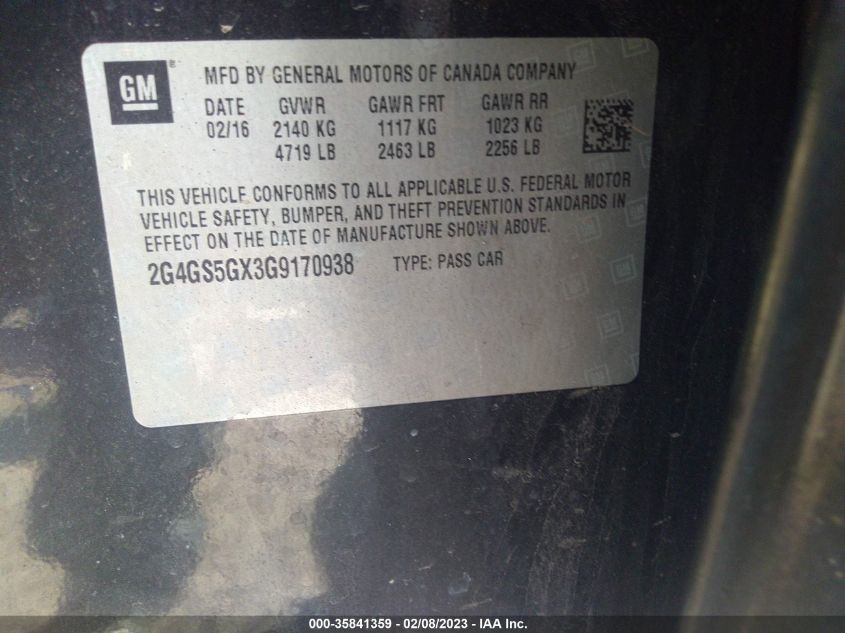 GM ®
MFD BY GENERAL MOTORS OF CANADA COMPANY
DATE GVWR GAWR FRT GAWR RR
02/16 2140 KG 1117 KG 1023 KG
4719 LB 2463 LB 2256 LB
THIS VEHICLE CONFORMS TO ALL APPLICABLE U.S. FEDERAL MOTOR
VEHICLE SAFETY, BUMPER, AND THEFT PREVENTION STANDARDS IN
EFFECT ON THE DATE OF MANUFACTURE SHOWN ABOVE.
2G4GS5GX3G9170938 TYPE: PASS CAR
000-35841359 - 02/08/2023 - IAA Inc.